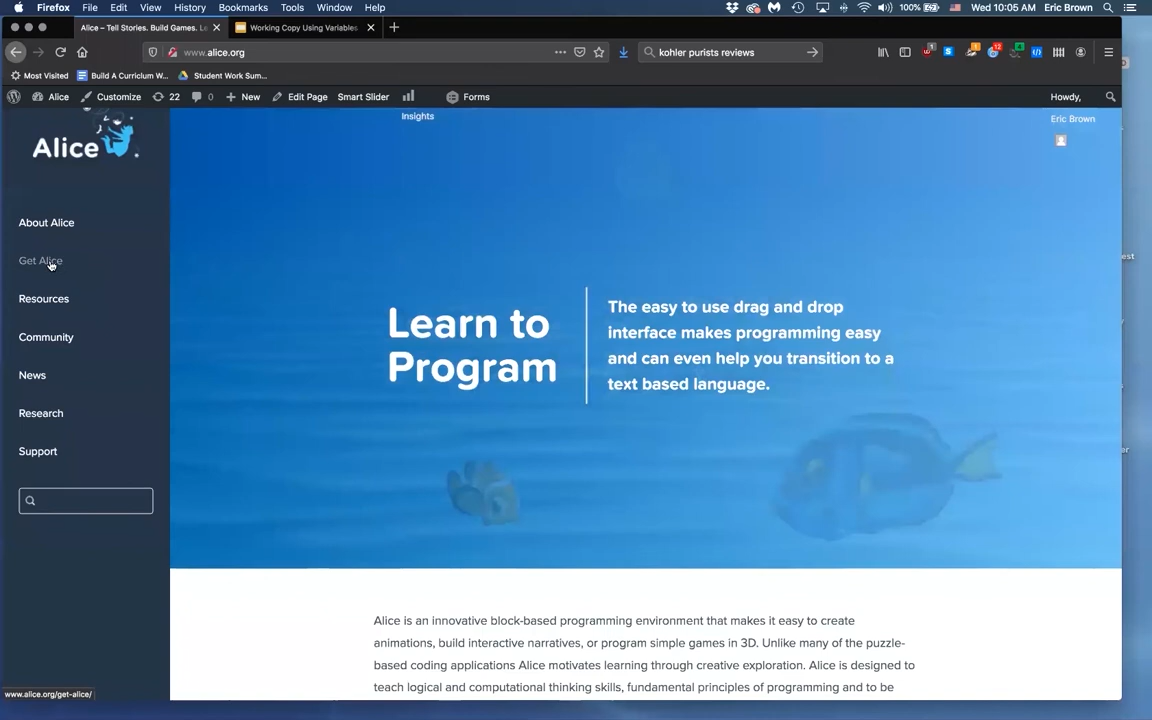 Firefox File Edit View History Bookmarks Tools Window Help 100% Wed 10:05 AM Eric Brown
Alice – Tell Stories. Build Games. Le Working Copy Using Variables
www.alice.org kohler purists reviews
Most Visited Build A Curriculum W... Student Work Sum...
Alice Customize 22 0 New Edit Page Smart Slider Forms Howdy,
Insights
Eric Brown
Alice
About Alice
Get Alice
Resources
Community
News
Research
Support
Learn to
Program
The easy to use drag and drop
interface makes programming easy
and can even help you transition to a
text based language.
Alice is an innovative block-based programming environment that makes it easy to create
animations, build interactive narratives, or program simple games in 3D. Unlike many of the puzzle-
based coding applications Alice motivates learning through creative exploration. Alice is designed to
teach logical and computational thinking skills, fundamental principles of programming and to be
www.alice.org/get-alice/